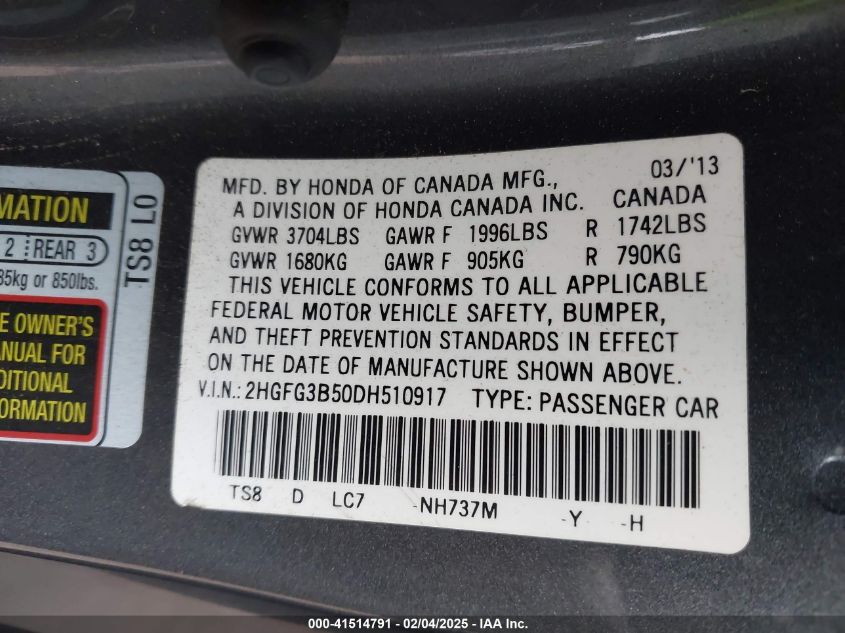 MATION
2 REAR 3
85kg or 850lbs.
E OWNER'S
ANUAL FOR
DITIONAL
FORMATION
TS8 L0
03/'13
MFD. BY HONDA OF CANADA MFG.,
A DIVISION OF HONDA CANADA INC. CANADA
GVWR 3704LBS GAWR F 1996LBS R 1742LBS
GVWR 1680KG GAWR F 905KG R 790KG
THIS VEHICLE CONFORMS TO ALL APPLICABLE
FEDERAL MOTOR VEHICLE SAFETY, BUMPER,
AND THEFT PREVENTION STANDARDS IN EFFECT
ON THE DATE OF MANUFACTURE SHOWN ABOVE.
V.I.N.: 2HGFG3B50DH510917 TYPE: PASSENGER CAR
TS8 D LC7 -NH737M -Y -H
000-41514791 - 02/04/2025 - IAA Inc.